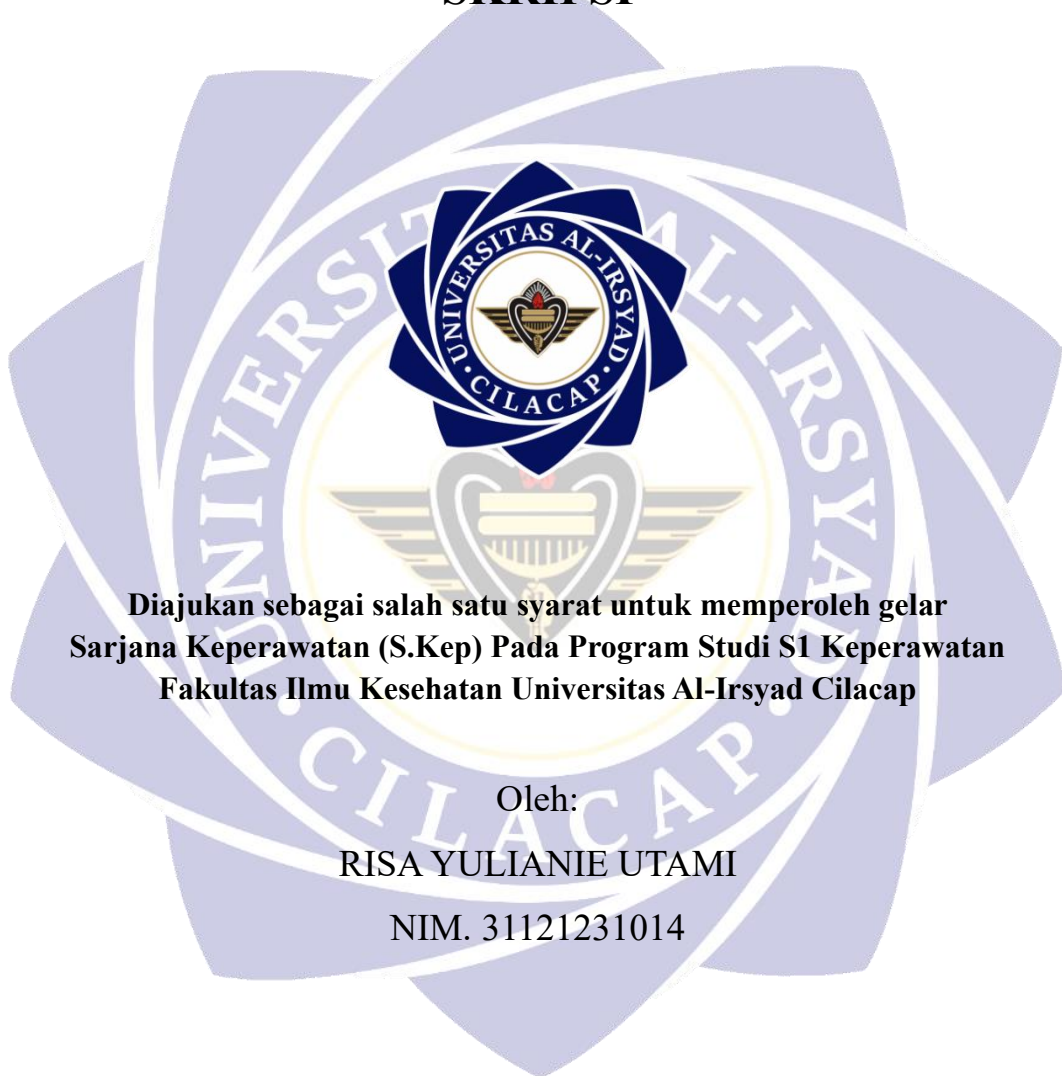 SKRIPSI
UNIVERSITAS AL-IRSYAD
CILACAP
Diajukan sebagai salah satu syarat untuk memperoleh gelar
Sarjana Keperawatan (S.Kep) Pada Program Studi S1 Keperawatan
Fakultas Ilmu Kesehatan Universitas Al-Irsyad Cilacap
Oleh:
RISA YULIANIE UTAMI
NIM. 31121231014